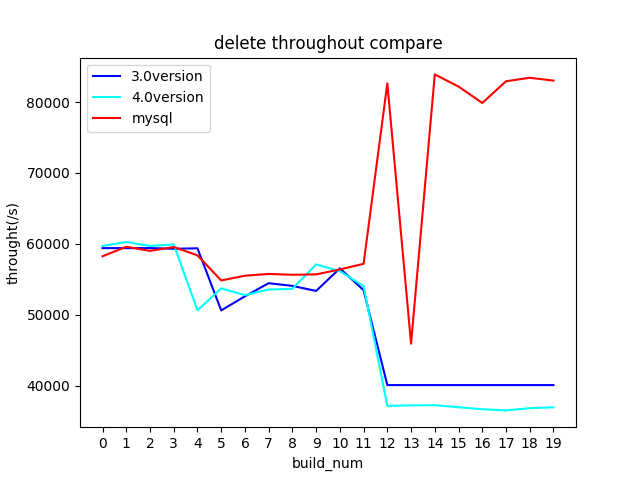 delete throughout compare
3.0version
4.0version
mysql
throught(/s)
80000
70000
60000
50000
40000
0 1 2 3 4 5 6 7 8 9 10 11 12 13 14 15 16 17 18 19
build_num